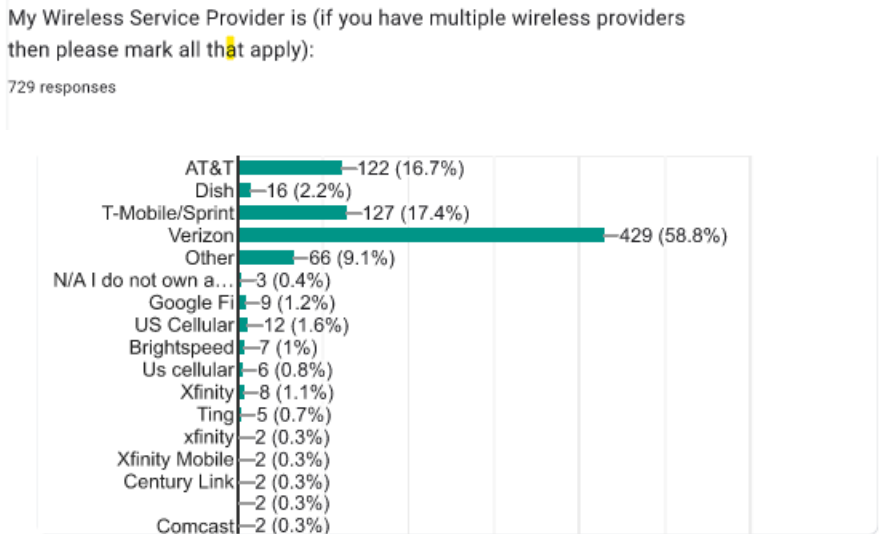 My Wireless Service Provider is (if you have multiple wireless providers
then please mark all that apply):
729 responses
AT&T 122 (16.7%)
Dish 16 (2.2%)
T-Mobile/Sprint 127 (17.4%)
Verizon 429 (58.8%)
Other 66 (9.1%)
N/A I do not own a... 3 (0.4%)
Google Fi 9 (1.2%)
US Cellular 12 (1.6%)
Brightspeed 7 (1%)
Us cellular 6 (0.8%)
Xfinity 8 (1.1%)
Ting 5 (0.7%)
xfinity 2 (0.3%)
Xfinity Mobile 2 (0.3%)
Century Link 2 (0.3%)
2 (0.3%)
Comcast 2 (0.3%)